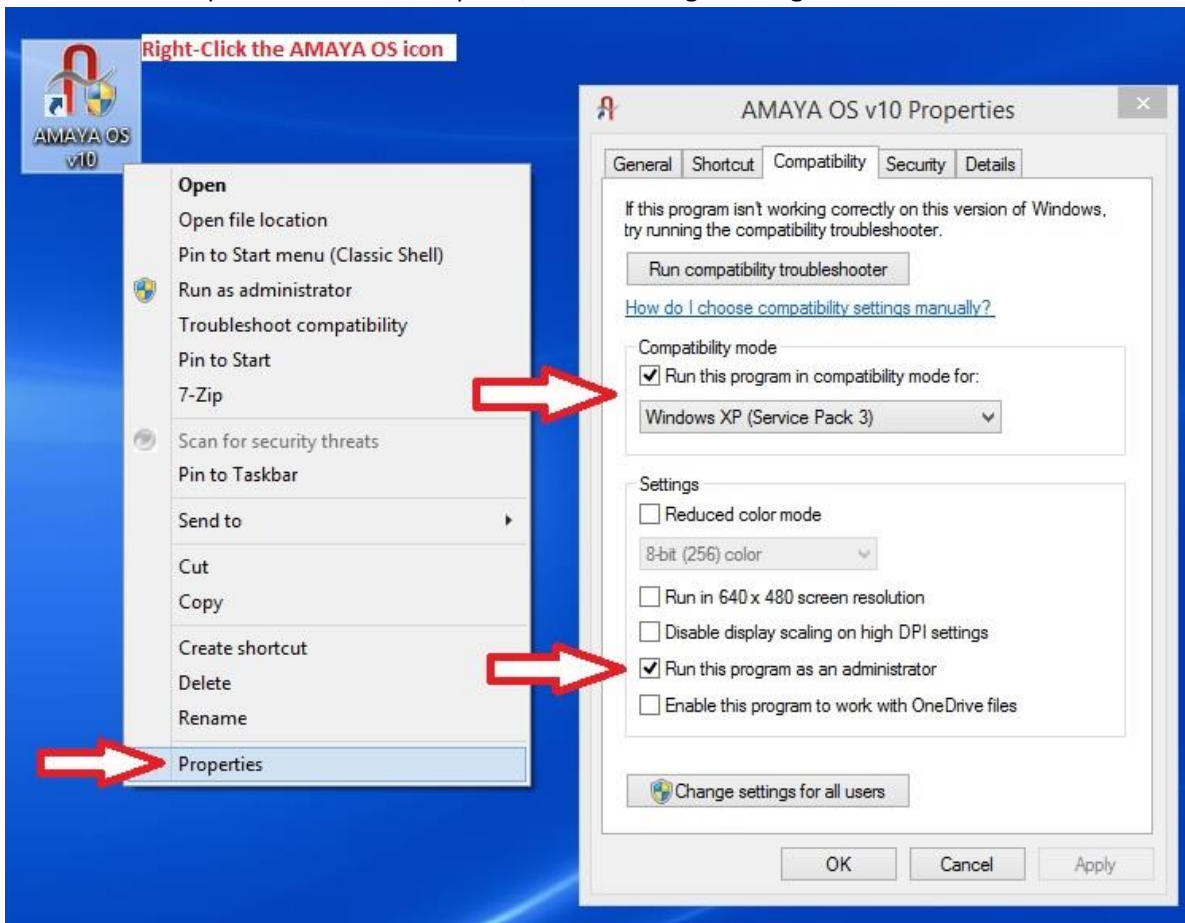 Right-Click the AMAYA OS icon
AMAYA OS
v10
Open
Open file location
Pin to Start menu (Classic Shell)
Run as administrator
Troubleshoot compatibility
Pin to Start
7-Zip
Scan for security threats
Pin to Taskbar
Send to
Cut
Copy
Create shortcut
Delete
Rename
Properties
AMAYA OS v10 Properties
General Shortcut Compatibility Security Details
If this program isn't working correctly on this version of Windows,
try running the compatibility troubleshooter.
Run compatibility troubleshooter
How do I choose compatibility settings manually?
Compatibility mode
Run this program in compatibility mode for:
Windows XP (Service Pack 3)
Settings
Reduced color mode
8-bit (256) color
Run in 640 x 480 screen resolution
Disable display scaling on high DPI settings
Run this program as an administrator
Enable this program to work with OneDrive files
Change settings for all users
OK Cancel Apply